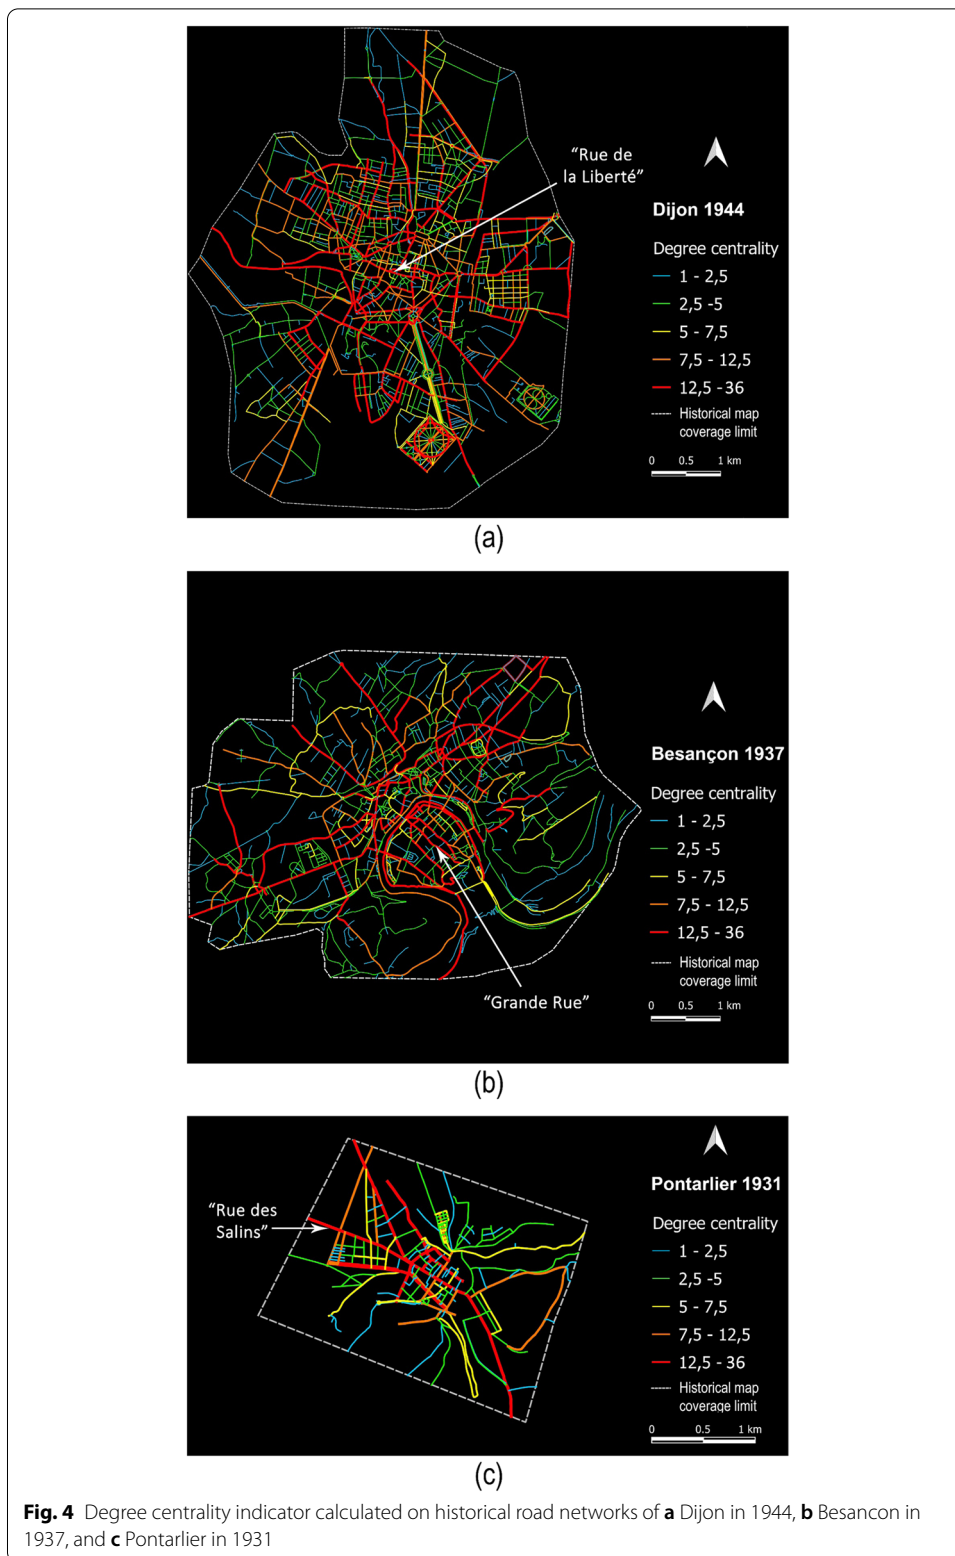 "Rue de
la Liberté"
Dijon 1944
Degree centrality
1 - 2,5
2,5 -5
5 - 7,5
7,5 - 12,5
12,5 - 36
Historical map
coverage limit
0 0.5 1 km
(a)
Besançon 1937
Degree centrality
1 - 2,5
2,5 -5
5 - 7,5
7,5 - 12,5
12,5 - 36
Historical map
coverage limit
0 0.5 1 km
"Grande Rue"
(b)
"Rue des
Salins"
Pontarlier 1931
Degree centrality
1 - 2,5
2,5 -5
5 - 7,5
7,5 - 12,5
12,5 - 36
Historical map
coverage limit
0 0.5 1 km
(c)
Fig. 4 Degree centrality indicator calculated on historical road networks of a Dijon in 1944, b Besancon in
1937, and c Pontarlier in 1931